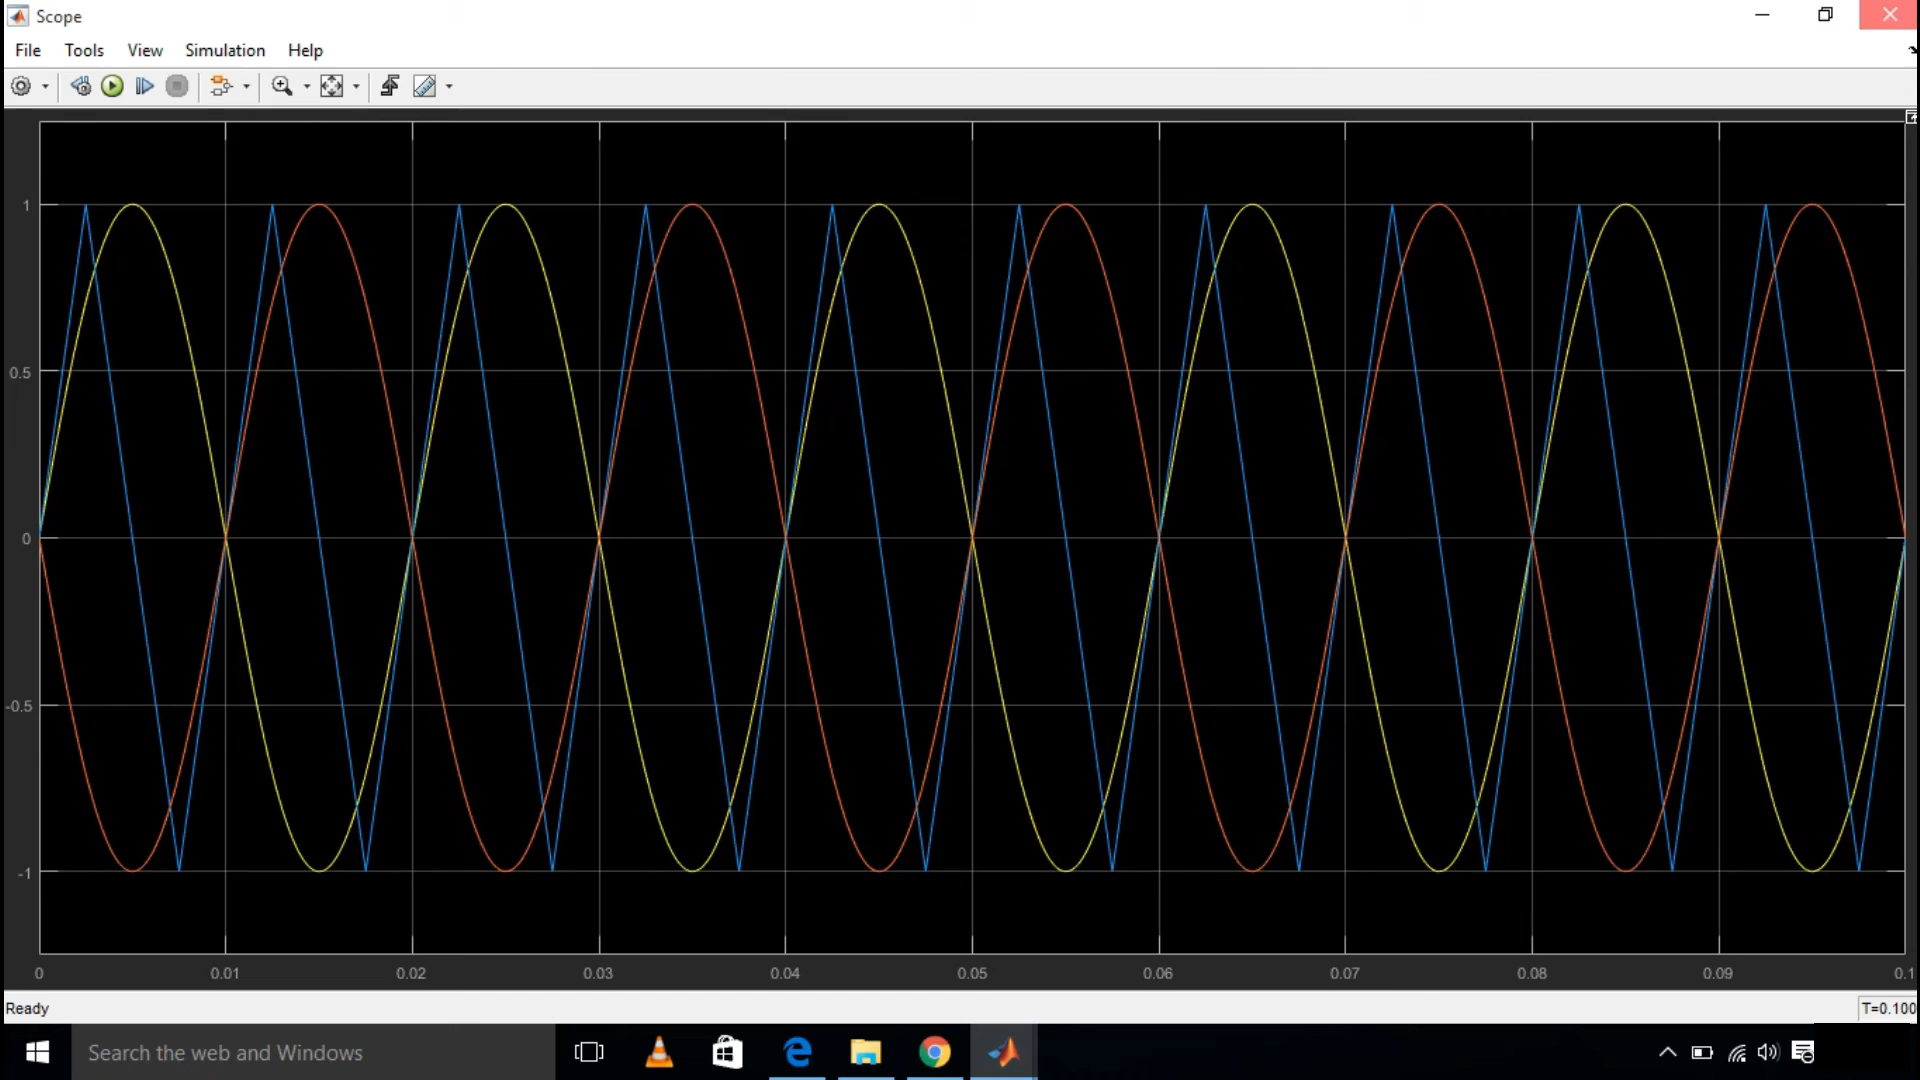 Scope
File Tools View Simulation Help
1
0.5
0
-0.5
-1
0 0.01 0.02 0.03 0.04 0.05 0.06 0.07 0.08 0.09 0.1
Ready T=0.100
Search the web and Windows